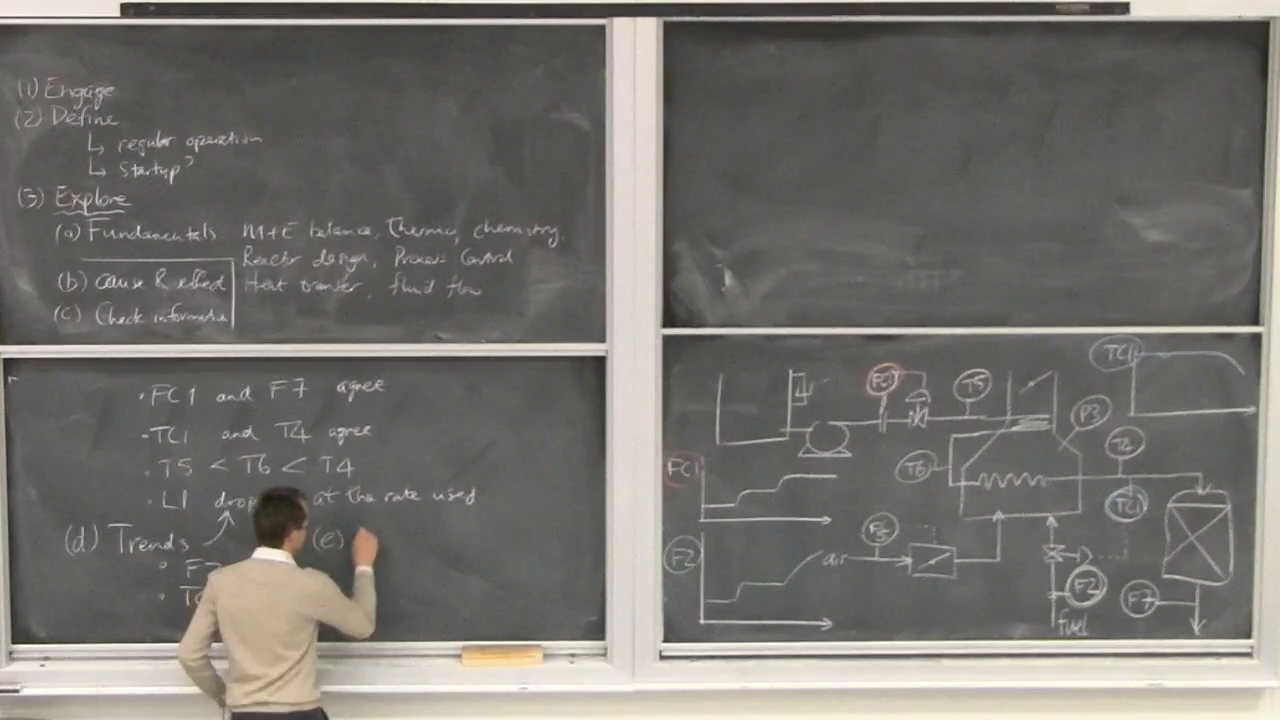 (1) Engage
(2) Define
↳ regular operation
↳ Startup?
(3) Explore
(a) Fundamentals M+E balance, Thermo, chemistry,
Reactor design, Process Control
(b) cause & effect Heat transfer, fluid flow
(c) Check information
• FC1 and F7 agree
• TC1 and T4 agree
• T5 < T6 < T4
• L1 drop at the rate used
(d) Trends (e)
• F
• T
FC1
T5
TC1
P3
T4
T6
FC1
TC1
F2
air
F5
F2
F7
fuel